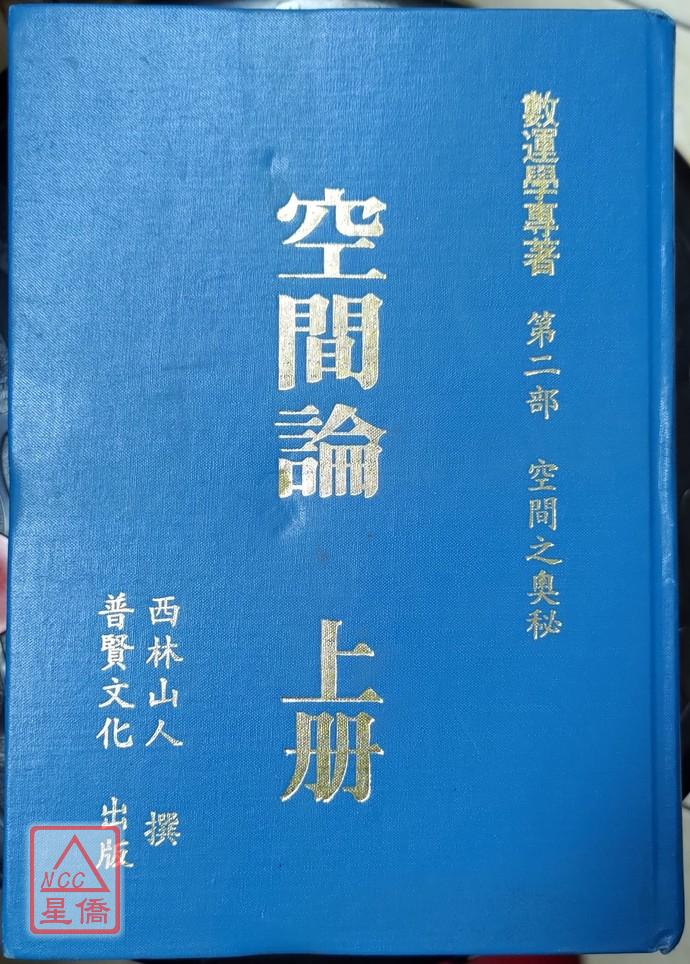 數運學專著 第二部 空間之奧秘
空間論 上册
西林山人 撰
普賢文化 出版
NCC
星僑